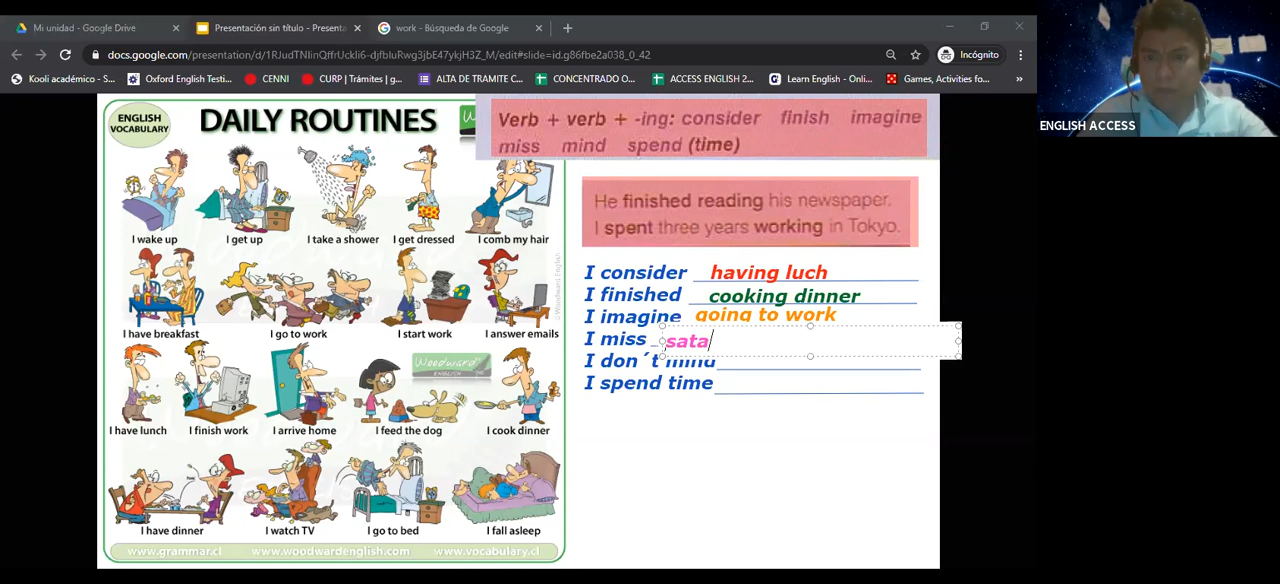 Mi unidad - Google Drive
Presentación sin título - Presenta
work - Búsqueda de Google
docs.google.com/presentation/d/1RJudTNlinQffrUckli6-djfbluRwg3jbE47ykjH3Z_M/edit#slide=id.g86fbe2a038_0_42
Incógnito
Kooli académico - S...
Oxford English Testi...
CENNI
CURP | Trámites | g...
ALTA DE TRAMITE C...
CONCENTRADO O...
ACCESS ENGLISH 2...
Learn English - Onli...
Games, Activities fo...
»
ENGLISH ACCESS
ENGLISH
VOCABULARY
DAILY ROUTINES
I wake up
I get up
I take a shower
I get dressed
I comb my hair
I have breakfast
I go to work
I start work
I answer emails
Woodward
ENGLISH
I have lunch
I finish work
I arrive home
I feed the dog
I cook dinner
I have dinner
I watch TV
I go to bed
I fall asleep
www.grammar.cl www.woodwardenglish.com www.vocabulary.cl
©Woodward English
Verb + verb + -ing: consider finish imagine
miss mind spend (time)
He finished reading his newspaper.
I spent three years working in Tokyo.
I consider having luch
I finished cooking dinner
I imagine going to work
I miss sata
I don´t mind
I spend time